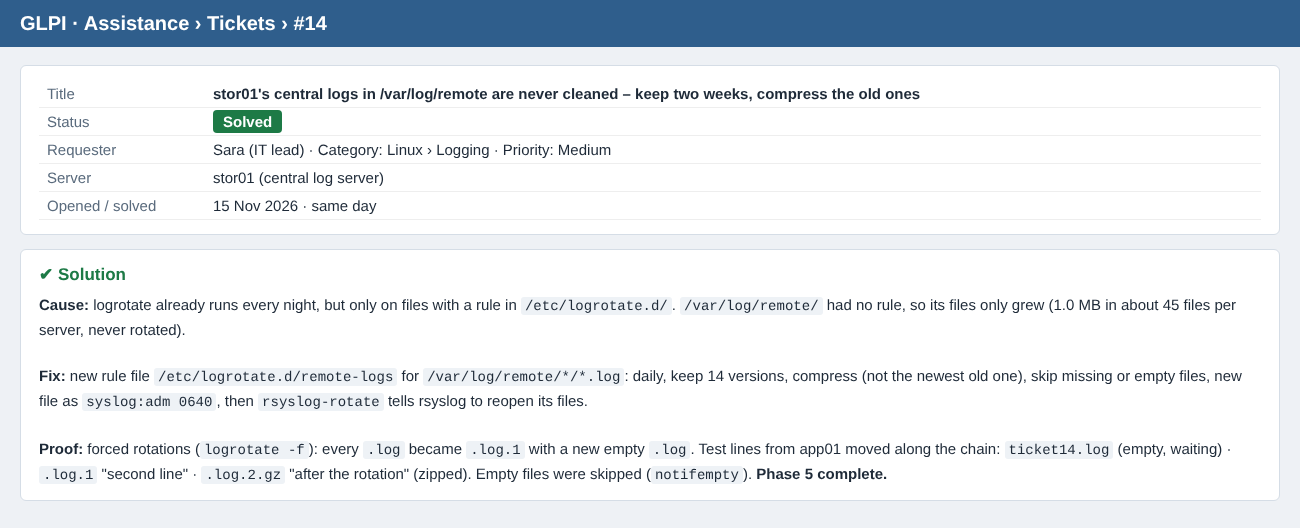 GLPI · Assistance › Tickets › #14
Title stor01's central logs in /var/log/remote are never cleaned – keep two weeks, compress the old ones
Status Solved
Requester Sara (IT lead) · Category: Linux › Logging · Priority: Medium
Server stor01 (central log server)
Opened / solved 15 Nov 2026 · same day
✔ Solution
Cause: logrotate already runs every night, but only on files with a rule in /etc/logrotate.d/. /var/log/remote/ had no rule, so its files only grew (1.0 MB in about 45 files per
server, never rotated).
Fix: new rule file /etc/logrotate.d/remote-logs for /var/log/remote/*/*.log: daily, keep 14 versions, compress (not the newest old one), skip missing or empty files, new
file as syslog:adm 0640, then rsyslog-rotate tells rsyslog to reopen its files.
Proof: forced rotations (logrotate -f): every .log became .log.1 with a new empty .log. Test lines from app01 moved along the chain: ticket14.log (empty, waiting) ·
.log.1 "second line" · .log.2.gz "after the rotation" (zipped). Empty files were skipped (notifempty). Phase 5 complete.